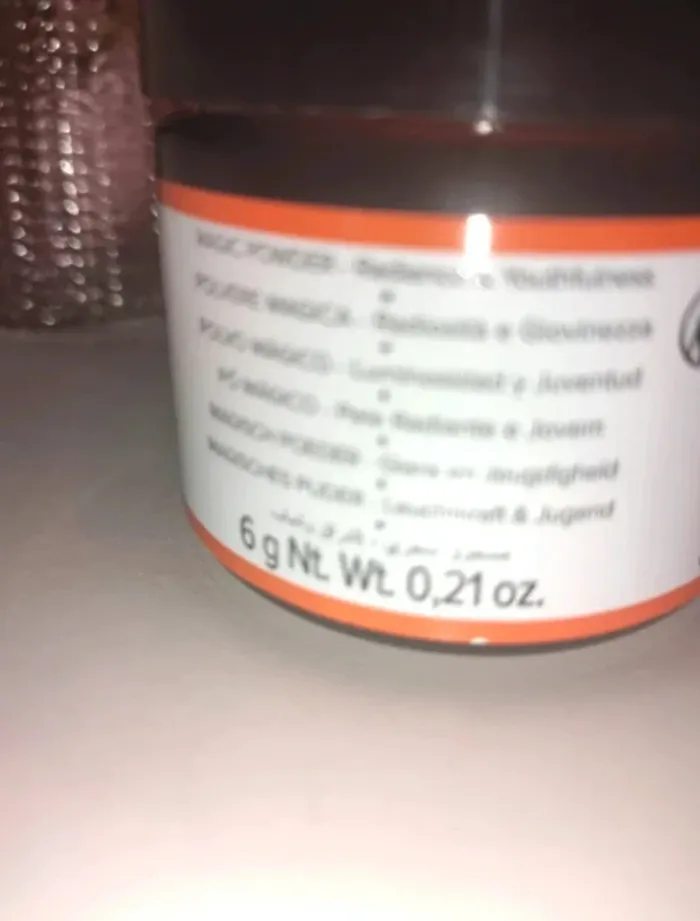 MAGIC POWDER - Radiance & Youthfulness
POLVERE MAGICA - Radiosità e Giovinezza
POLVO MÁGICO - Luminosidad y Juventud
PÓ MÁGICO - Pele Radiante e Jovem
MAGISCH POEDER - Glans en Jeugdigheid
MAGISCHES PUDER - Leuchtkraft & Jugend
6 g Nt. Wt. 0,21 oz.